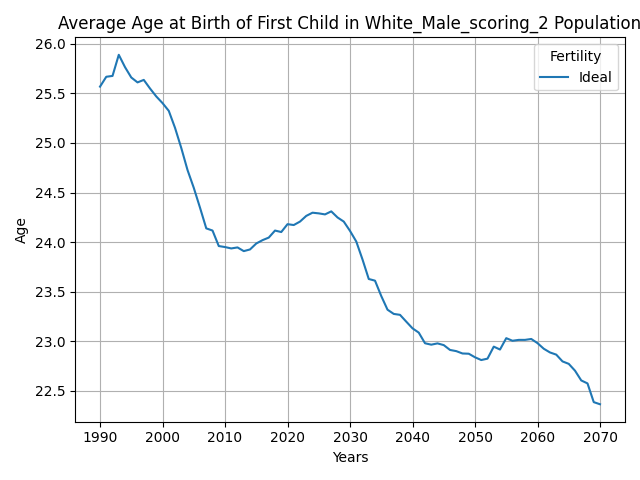 Average Age at Birth of First Child in White_Male_scoring_2 Population
Fertility
Ideal
26.0
25.5
25.0
24.5
24.0
23.5
23.0
22.5
Age
1990 2000 2010 2020 2030 2040 2050 2060 2070
Years